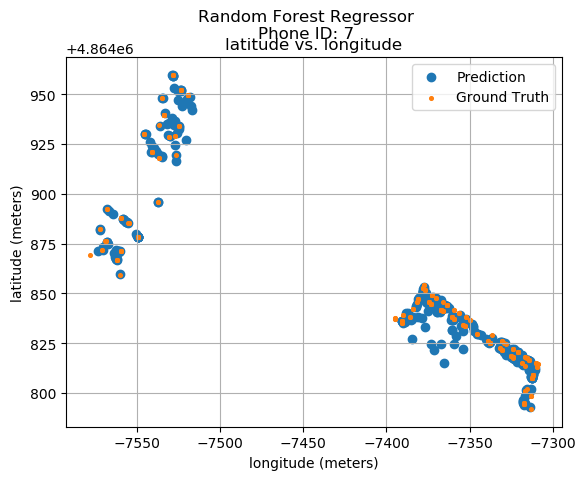 Random Forest Regressor
Phone ID: 7
latitude vs. longitude
+4.864e6
Prediction
Ground Truth
950
925
900
875
850
825
800
latitude (meters)
−7550
−7500
−7450
−7400
−7350
−7300
longitude (meters)